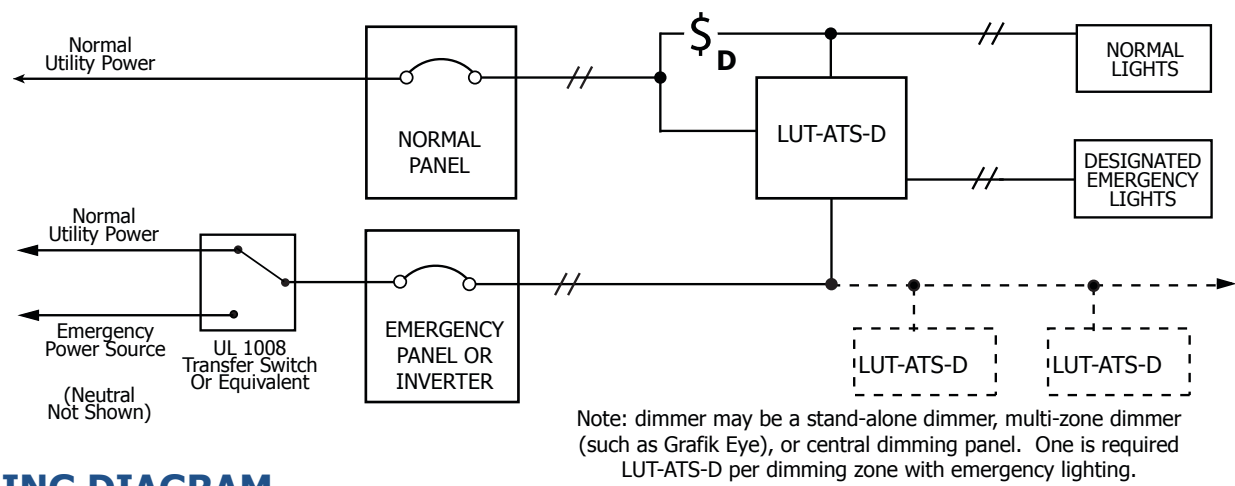 Normal
Utility Power
NORMAL
PANEL
$
D
LUT-ATS-D
NORMAL
LIGHTS
DESIGNATED
EMERGENCY
LIGHTS
Normal
Utility Power
Emergency
Power Source
(Neutral
Not Shown)
UL 1008
Transfer Switch
Or Equivalent
EMERGENCY
PANEL OR
INVERTER
LUT-ATS-D
LUT-ATS-D
Note: dimmer may be a stand-alone dimmer, multi-zone dimmer
(such as Grafik Eye), or central dimming panel. One is required
LUT-ATS-D per dimming zone with emergency lighting.
ING DIAGRAM